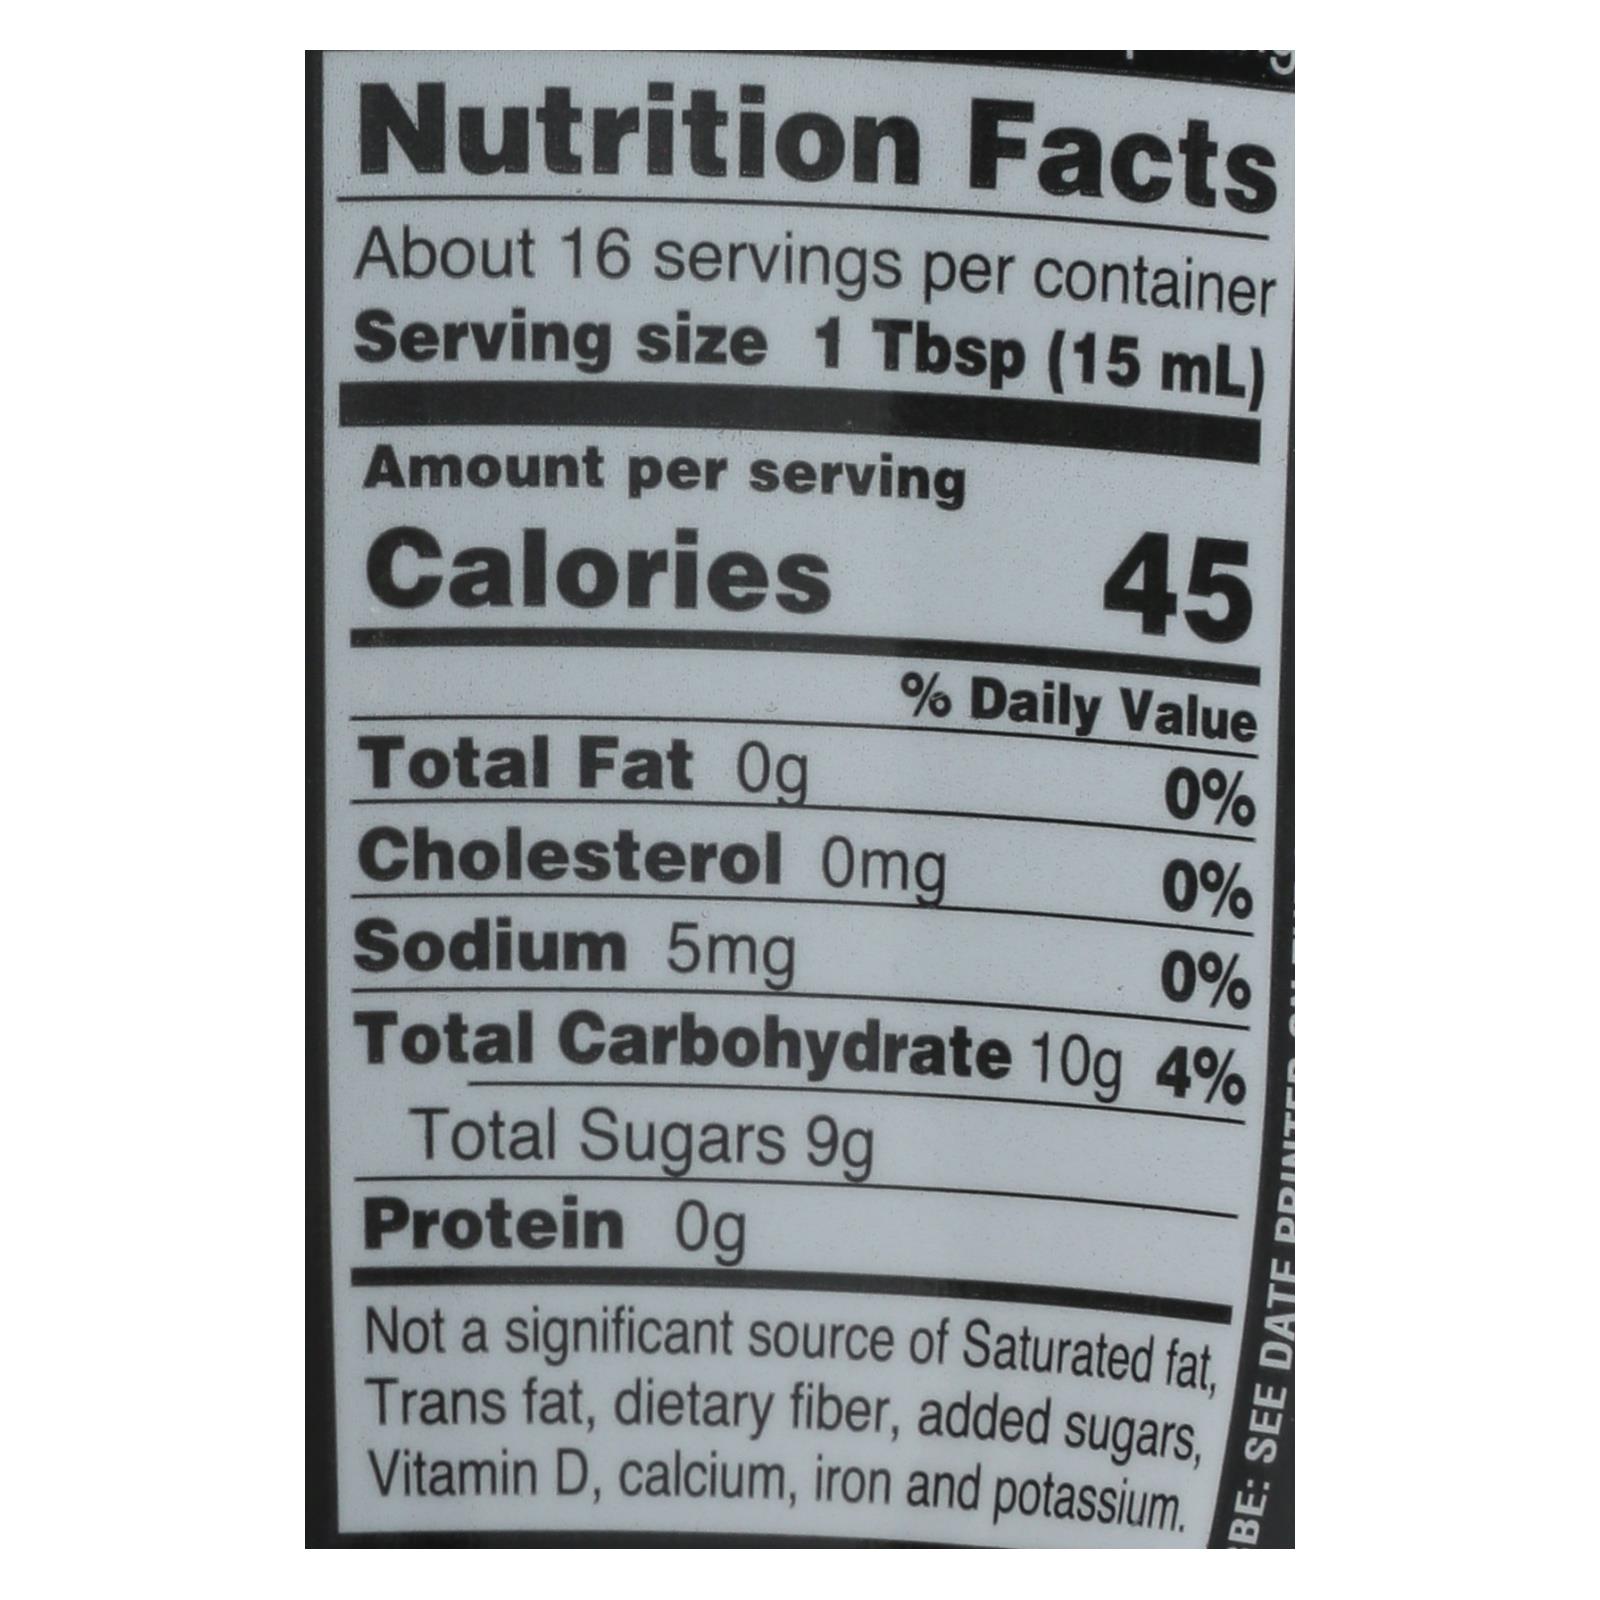 Nutrition Facts
About 16 servings per container
Serving size 1 Tbsp (15 mL)
Amount per serving
Calories 45
% Daily Value
Total Fat 0g 0%
Cholesterol 0mg 0%
Sodium 5mg 0%
Total Carbohydrate 10g 4%
Total Sugars 9g
Protein 0g
Not a significant source of Saturated fat,
Trans fat, dietary fiber, added sugars,
Vitamin D, calcium, iron and potassium.
BBE: SEE DATE PRINTED